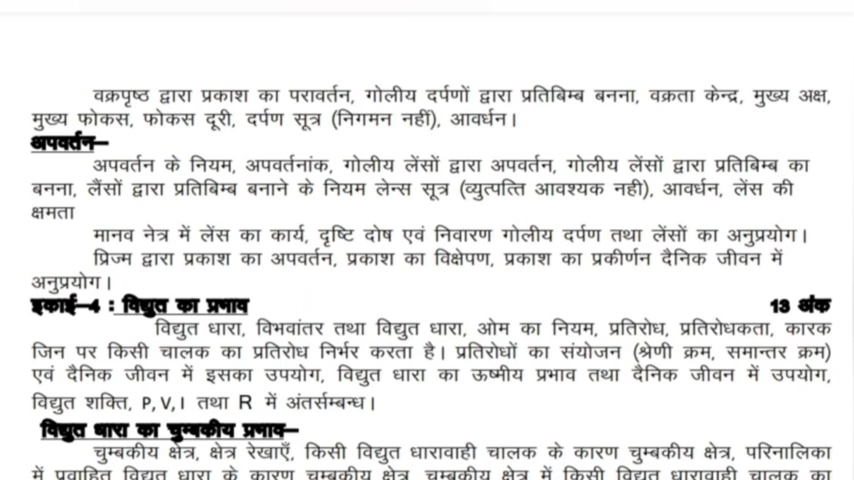 वक्रपृष्ठ द्वारा प्रकाश का परावर्तन, गोलीय दर्पणों द्वारा प्रतिबिम्ब बनना, वक्रता केन्द्र, मुख्य अक्ष,
मुख्य फोकस, फोकस दूरी, दर्पण सूत्र (निगमन नहीं), आवर्धन।
अपवर्तन–
अपवर्तन के नियम, अपवर्तनांक, गोलीय लेंसों द्वारा अपवर्तन, गोलीय लेंसों द्वारा प्रतिबिम्ब का
बनना, लैंसों द्वारा प्रतिबिम्ब बनाने के नियम लेन्स सूत्र (व्युत्पत्ति आवश्यक नही), आवर्धन, लेंस की
क्षमता
मानव नेत्र में लेंस का कार्य, दृष्टि दोष एवं निवारण गोलीय दर्पण तथा लेंसों का अनुप्रयोग।
प्रिज्म द्वारा प्रकाश का अपवर्तन, प्रकाश का विक्षेपण, प्रकाश का प्रकीर्णन दैनिक जीवन में
अनुप्रयोग।
इकाई–4 : विद्युत का प्रभाव 13 अंक
विद्युत धारा, विभवांतर तथा विद्युत धारा, ओम का नियम, प्रतिरोध, प्रतिरोधकता, कारक
जिन पर किसी चालक का प्रतिरोध निर्भर करता है। प्रतिरोधों का संयोजन (श्रेणी क्रम, समान्तर क्रम)
एवं दैनिक जीवन में इसका उपयोग, विद्युत धारा का ऊष्मीय प्रभाव तथा दैनिक जीवन में उपयोग,
विद्युत शक्ति, P, V, I तथा R में अंतर्सम्बन्ध।
विद्युत धारा का चुम्बकीय प्रभाव–
चुम्बकीय क्षेत्र, क्षेत्र रेखाएँ, किसी विद्युत धारावाही चालक के कारण चुम्बकीय क्षेत्र, परिनालिका
में प्रवाहित विद्युत धारा के कारण चुम्बकीय क्षेत्र, चुम्बकीय क्षेत्र में किसी विद्युत धारावाही चालक का